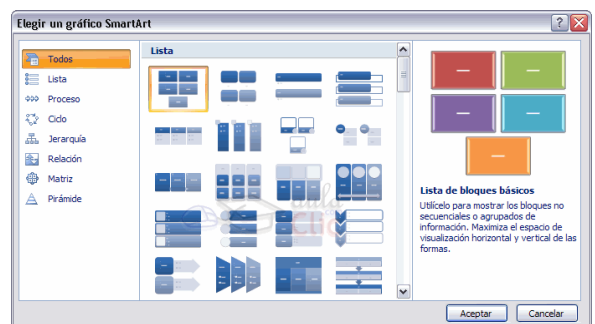 Elegir un gráfico SmartArt
Todos
Lista
Proceso
Ciclo
Jerarquía
Relación
Matriz
Pirámide
Lista
aula
Clic
Lista de bloques básicos
Utilícelo para mostrar los bloques no
secuenciales o agrupados de
información. Maximiza el espacio de
visualización horizontal y vertical de las
formas.
Aceptar
Cancelar